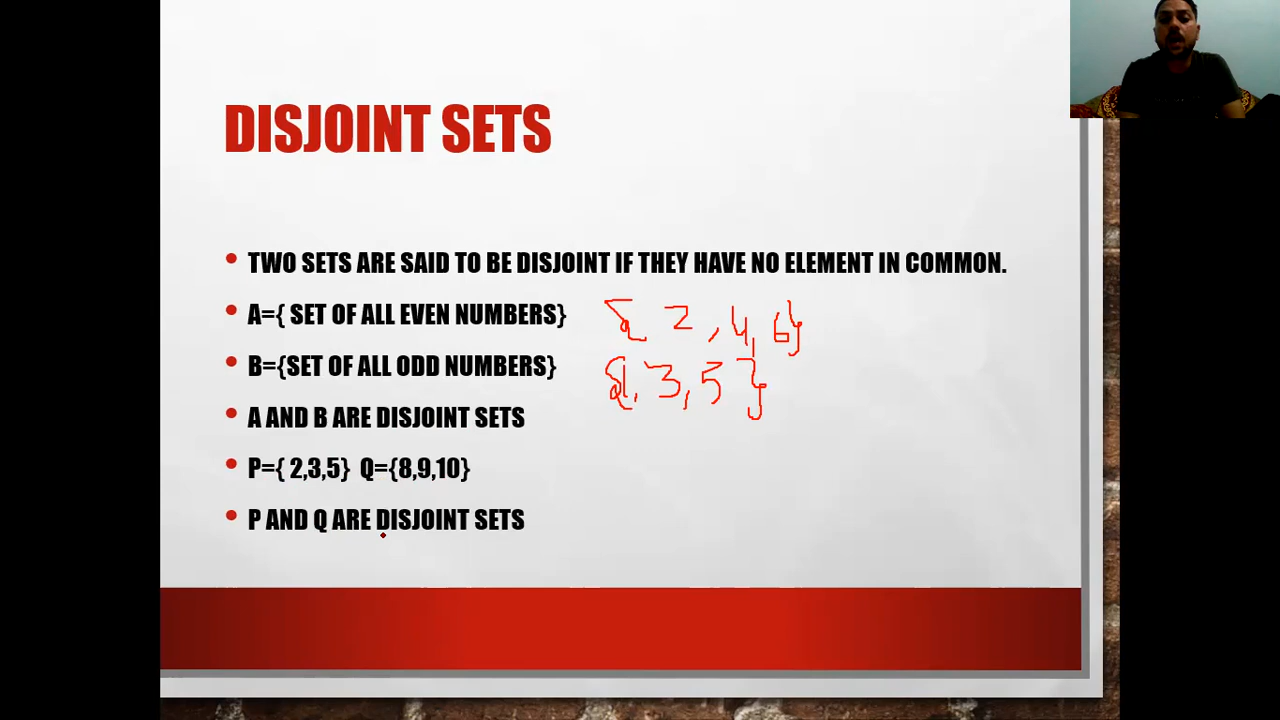 DISJOINT SETS
• TWO SETS ARE SAID TO BE DISJOINT IF THEY HAVE NO ELEMENT IN COMMON.
• A={ SET OF ALL EVEN NUMBERS} { 2, 4, 6}
• B={SET OF ALL ODD NUMBERS} {1, 3, 5 }
• A AND B ARE DISJOINT SETS
• P={ 2,3,5} Q={8,9,10}
• P AND Q ARE DISJOINT SETS